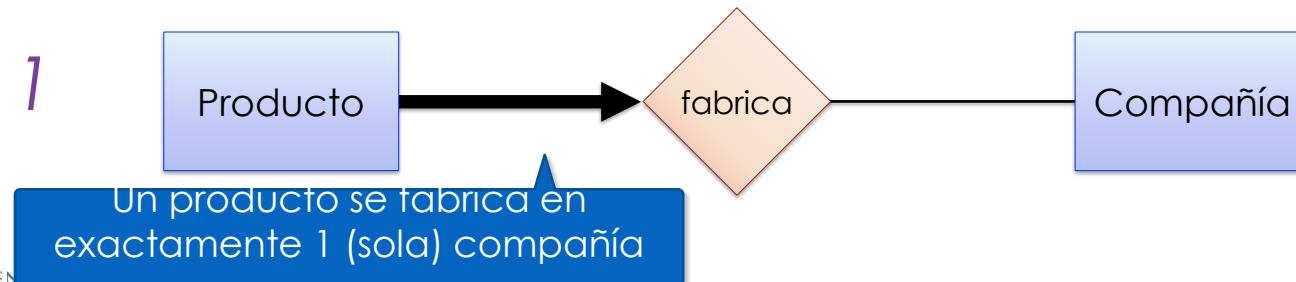 1
Producto
fabrica
Compañía
Un producto se fabrica en
exactamente 1 (sola) compañía